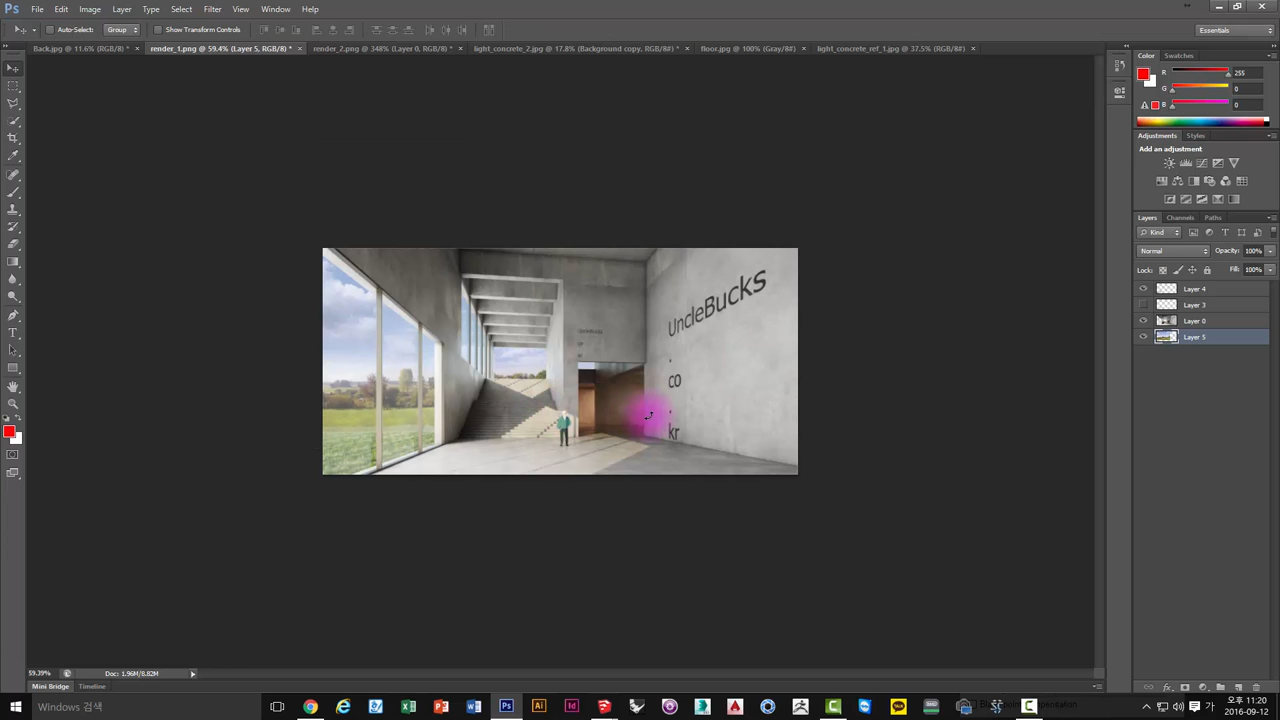 Ps File Edit Image Layer Type Select Filter View Window Help
Auto-Select: Group Show Transform Controls Essentials
Back.jpg @ 11.6% (RGB/8) * × render_1.png @ 59.4% (Layer 5, RGB/8) * × render_2.png @ 348% (Layer 0, RGB/8) * × light_concrete_2.jpg @ 17.8% (Background copy, RGB/8#) * × floor.jpg @ 100% (Gray/8#) × light_concrete_ref_1.jpg @ 37.5% (RGB/8#) ×
Color Swatches
R 255
G 0
B 0
Adjustments Styles
Add an adjustment
Layers Channels Paths
Kind
Normal Opacity: 100%
Lock: Fill: 100%
Layer 4
Layer 3
Layer 0
Layer 5
UncleBucks
.
co
.
kr
59.39% Doc: 1.96M/8.82M
Mini Bridge Timeline
Windows 검색
가 오후 11:20
2016-09-12